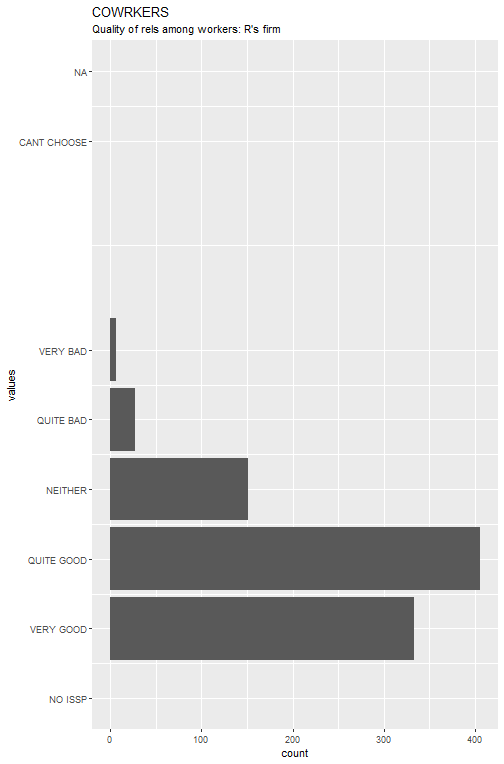 COWRKERS
Quality of rels among workers: R's firm
NA
CANT CHOOSE
VERY BAD
QUITE BAD
NEITHER
QUITE GOOD
VERY GOOD
NO ISSP
values
0 100 200 300 400
count